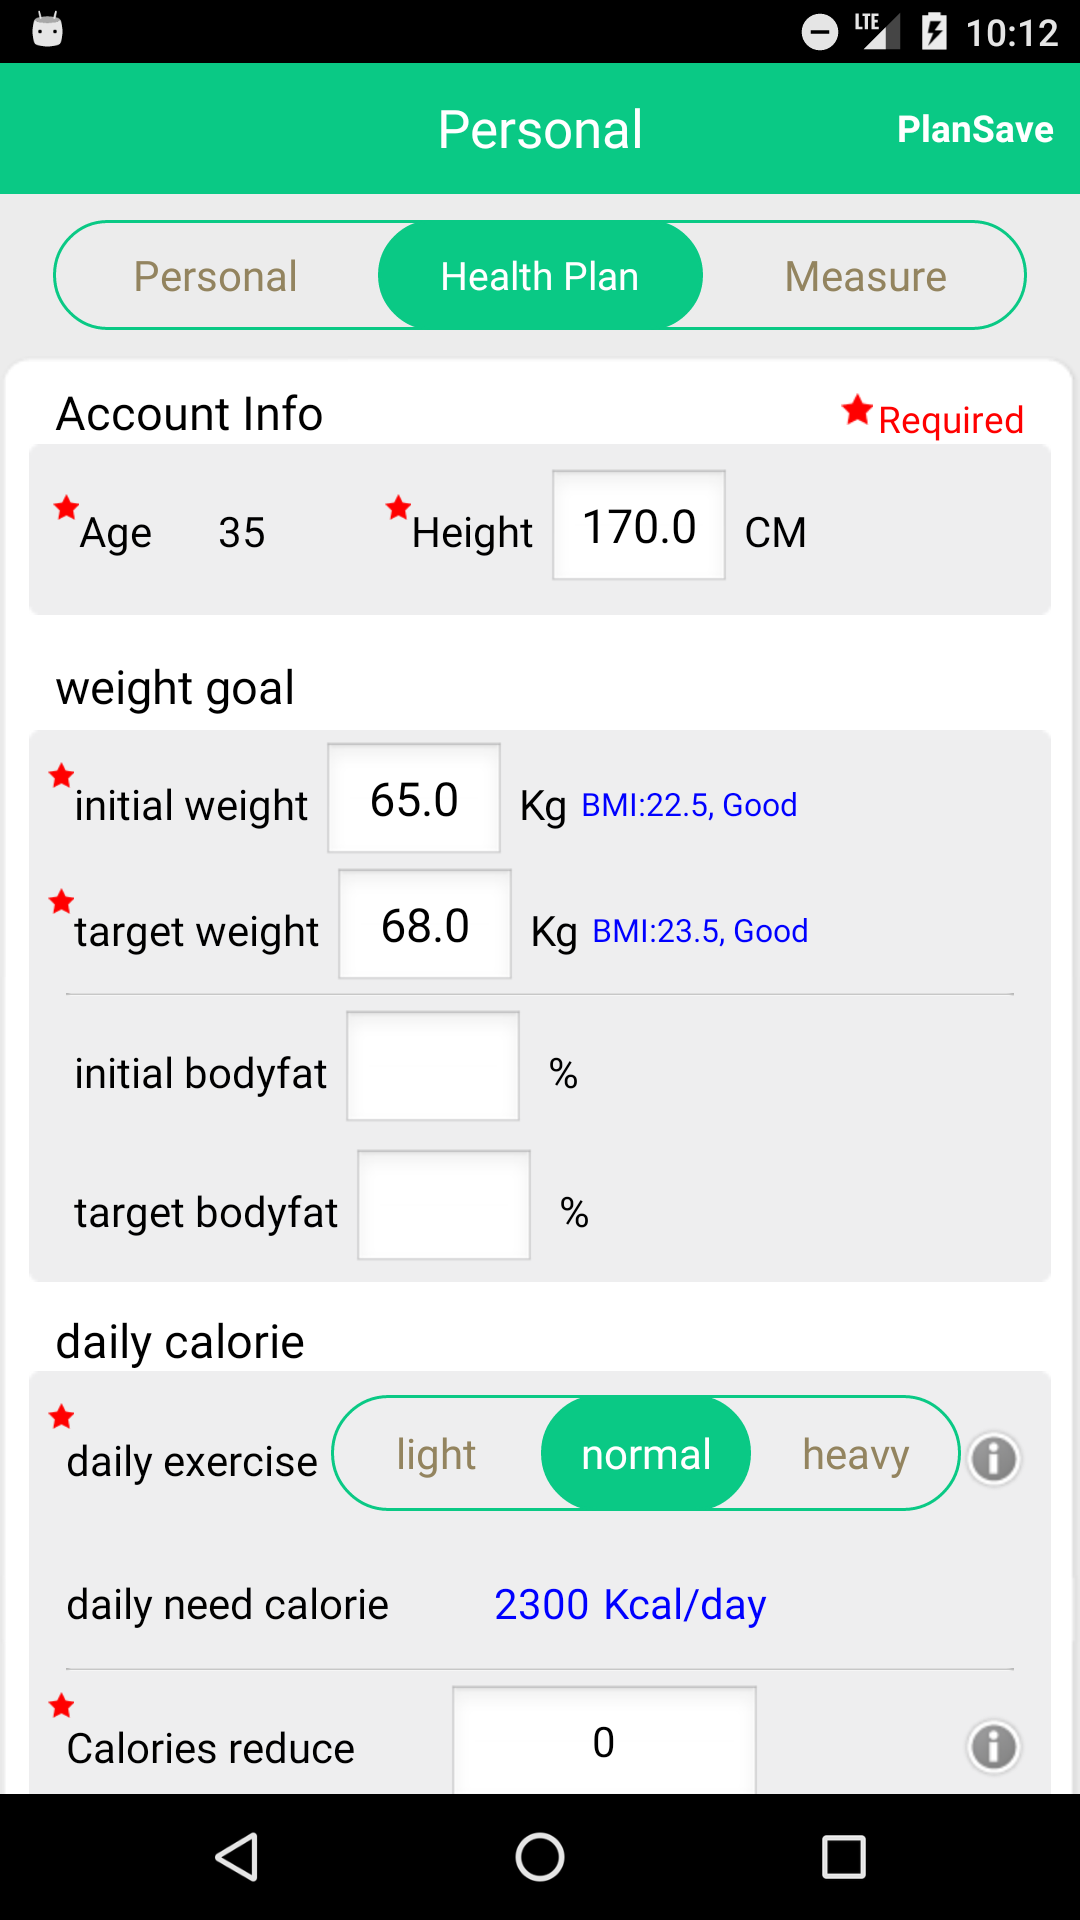 LTE 10:12
Personal PlanSave
Personal Health Plan Measure
Account Info Required
Age 35 Height 170.0 CM
weight goal
initial weight 65.0 Kg BMI:22.5, Good
target weight 68.0 Kg BMI:23.5, Good
initial bodyfat %
target bodyfat %
daily calorie
daily exercise light normal heavy
daily need calorie 2300 Kcal/day
Calories reduce 0